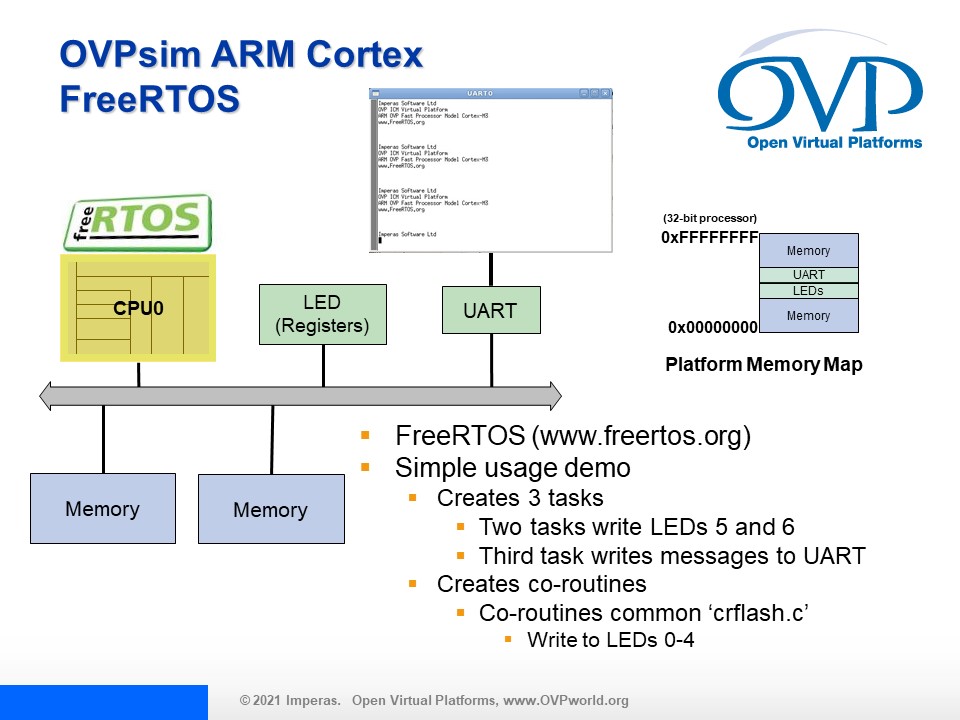 OVPsim ARM Cortex
FreeRTOS
OVP
Open Virtual Platforms
UART0
Imperas Software Ltd
OVP ICM Virtual Platform
ARM OVP Fast Processor Model Cortex-M3
www.FreeRTOS.org
Imperas Software Ltd
OVP ICM Virtual Platform
ARM OVP Fast Processor Model Cortex-M3
www.FreeRTOS.org
Imperas Software Ltd
OVP ICM Virtual Platform
ARM OVP Fast Processor Model Cortex-M3
www.FreeRTOS.org
Imperas Software Ltd
free RTOS
CPU0
LED
(Registers)
UART
(32-bit processor)
0xFFFFFFFF
Memory
UART
LEDs
Memory
0x00000000
Platform Memory Map
Memory
Memory
▪ FreeRTOS (www.freertos.org)
▪ Simple usage demo
▪ Creates 3 tasks
▪ Two tasks write LEDs 5 and 6
▪ Third task writes messages to UART
▪ Creates co-routines
▪ Co-routines common ‘crflash.c’
▪ Write to LEDs 0-4
© 2021 Imperas. Open Virtual Platforms, www.OVPworld.org